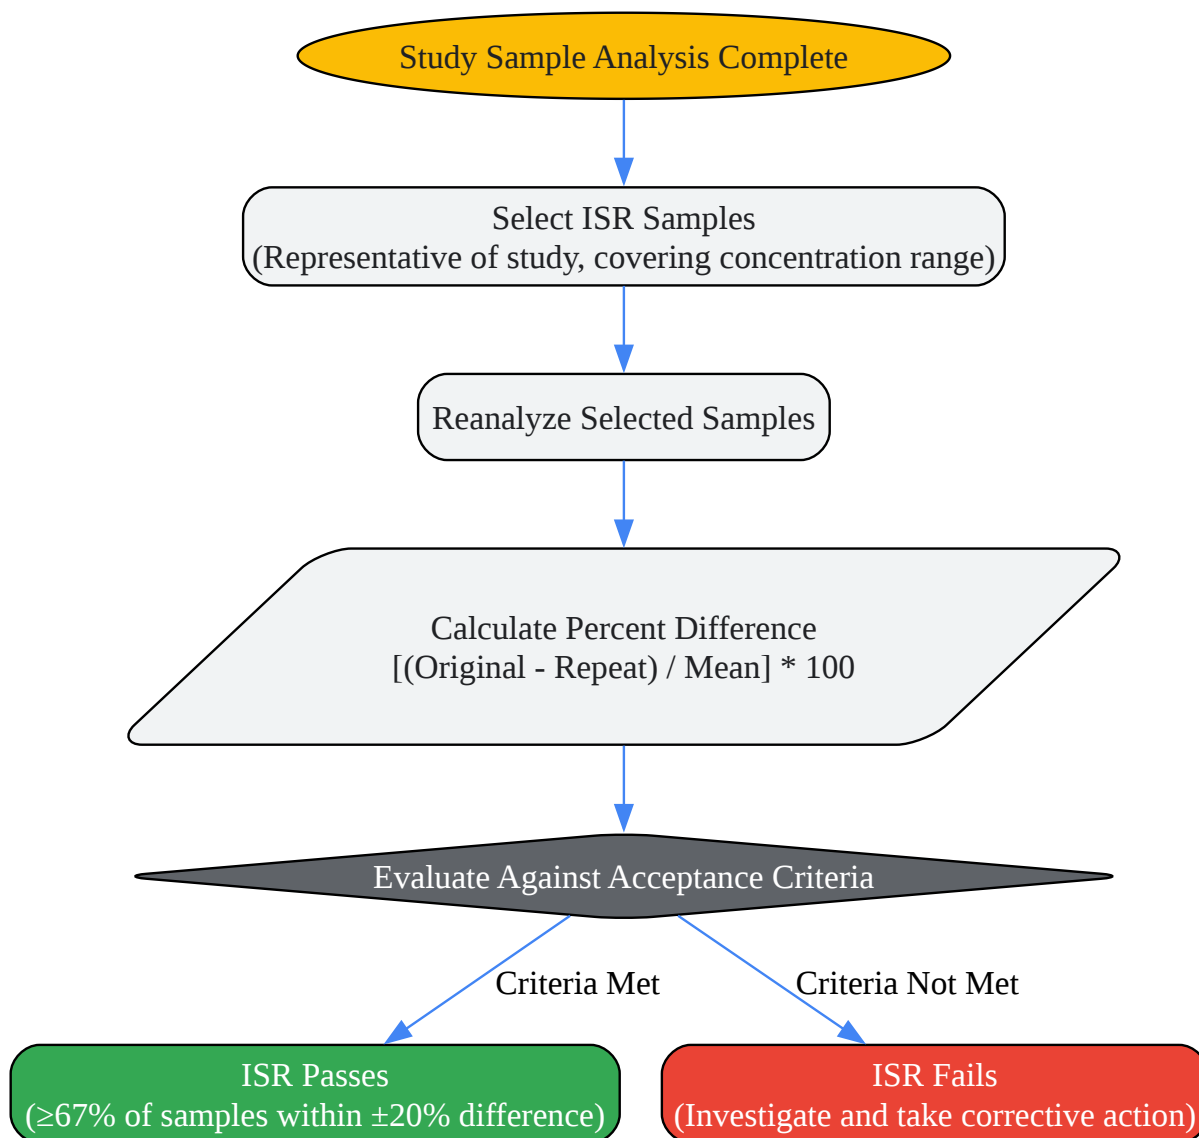 Study Sample Analysis Complete
Select ISR Samples
(Representative of study, covering concentration range)
Reanalyze Selected Samples
Calculate Percent Difference
[(Original - Repeat) / Mean] * 100
Evaluate Against Acceptance Criteria
Criteria Met
Criteria Not Met
ISR Passes
(≥67% of samples within ±20% difference)
ISR Fails
(Investigate and take corrective action)